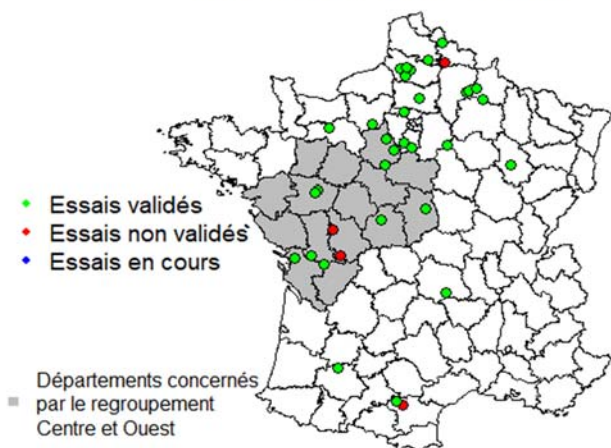 Essais validés
Essais non validés
Essais en cours
Départements concernés
par le regroupement
Centre et Ouest